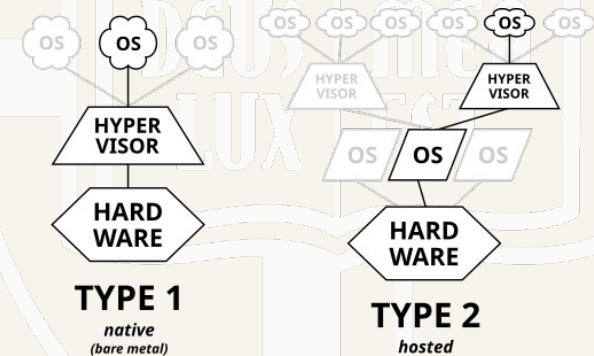 OS OS OS
HYPER
VISOR
HARD
WARE
TYPE 1
native
(bare metal)
OS OS OS OS OS OS
HYPER
VISOR
HYPER
VISOR
OS OS OS
HARD
WARE
TYPE 2
hosted